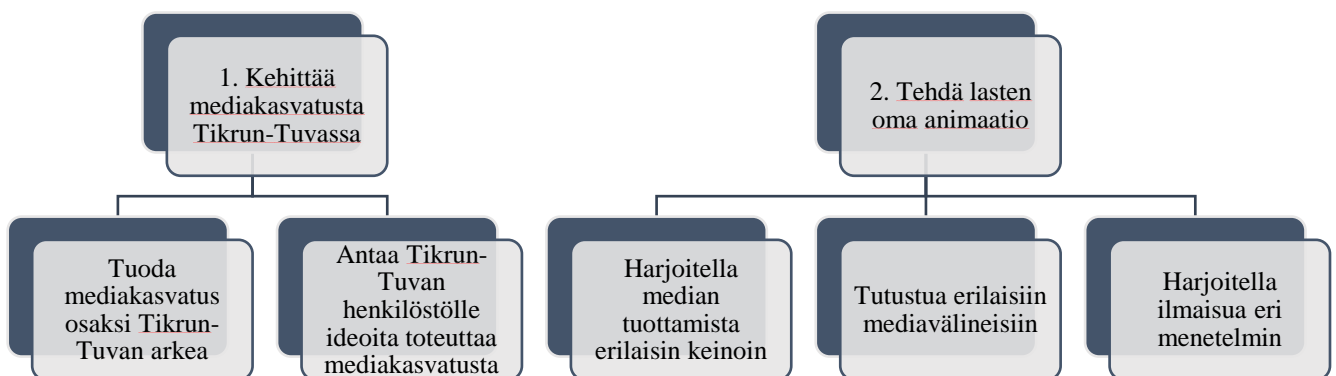 1. Kehittää
mediakasvatusta
Tikrun-Tuvassa
2. Tehdä lasten
oma animaatio
Tuoda
mediakasvatus
osaksi Tikrun-
Tuvan arkea
Antaa Tikrun-
Tuvan
henkilöstölle
ideoita toteuttaa
mediakasvatusta
Harjoitella
median
tuottamista
erilaisin keinoin
Tutustua erilaisiin
mediavälineisiin
Harjoitella
ilmaisua eri
menetelmin